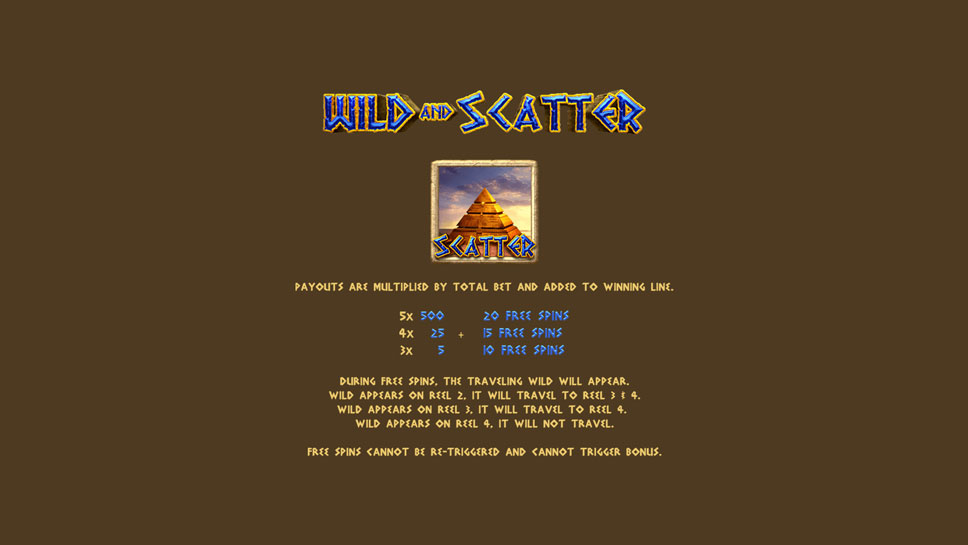 WILD AND SCATTER
SCATTER
PAYOUTS ARE MULTIPLIED BY TOTAL BET AND ADDED TO WINNING LINE.
5X 500 20 FREE SPINS
4X 25 + 15 FREE SPINS
3X 5 10 FREE SPINS
DURING FREE SPINS, THE TRAVELING WILD WILL APPEAR.
WILD APPEARS ON REEL 2, IT WILL TRAVEL TO REEL 3 & 4.
WILD APPEARS ON REEL 3, IT WILL TRAVEL TO REEL 4.
WILD APPEARS ON REEL 4, IT WILL NOT TRAVEL.
FREE SPINS CANNOT BE RE-TRIGGERED AND CANNOT TRIGGER BONUS.